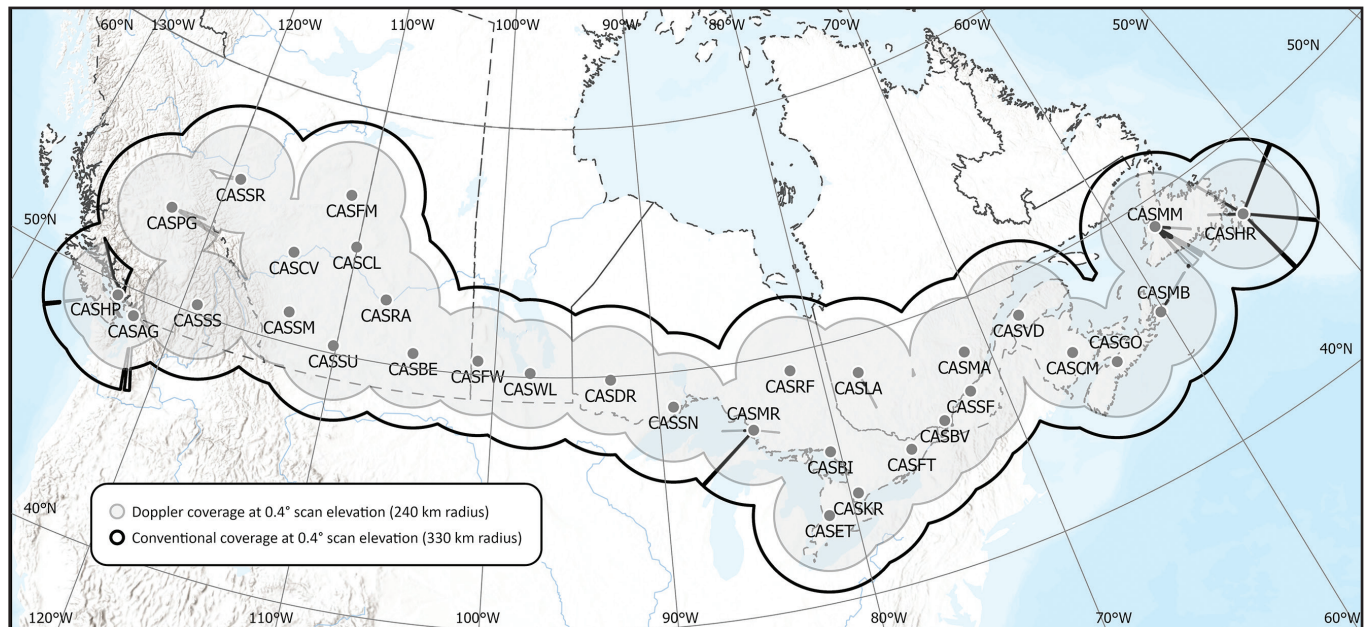 60°N 130°W 120°W 110°W 100°W 90°W 80°W 70°W 60°W 50°W
50°N
CASSR
CASPG
CASFM
50°N
CASMM
CASHR
CASCV
CASCL
CASHP
CASAG
CASSS
CASSM
CASRA
CASMB
CASVD
CASGO
40°N
CASSU
CASBE
CASFW
CASWL
CASDR
CASRF
CASLA
CASMA
CASCM
CASSF
CASSN
CASMR
CASBV
CASBI
CASFT
CASKR
CASET
40°N
Doppler coverage at 0.4° scan elevation (240 km radius)
Conventional coverage at 0.4° scan elevation (330 km radius)
120°W 110°W 100°W 90°W 80°W 70°W 60°W